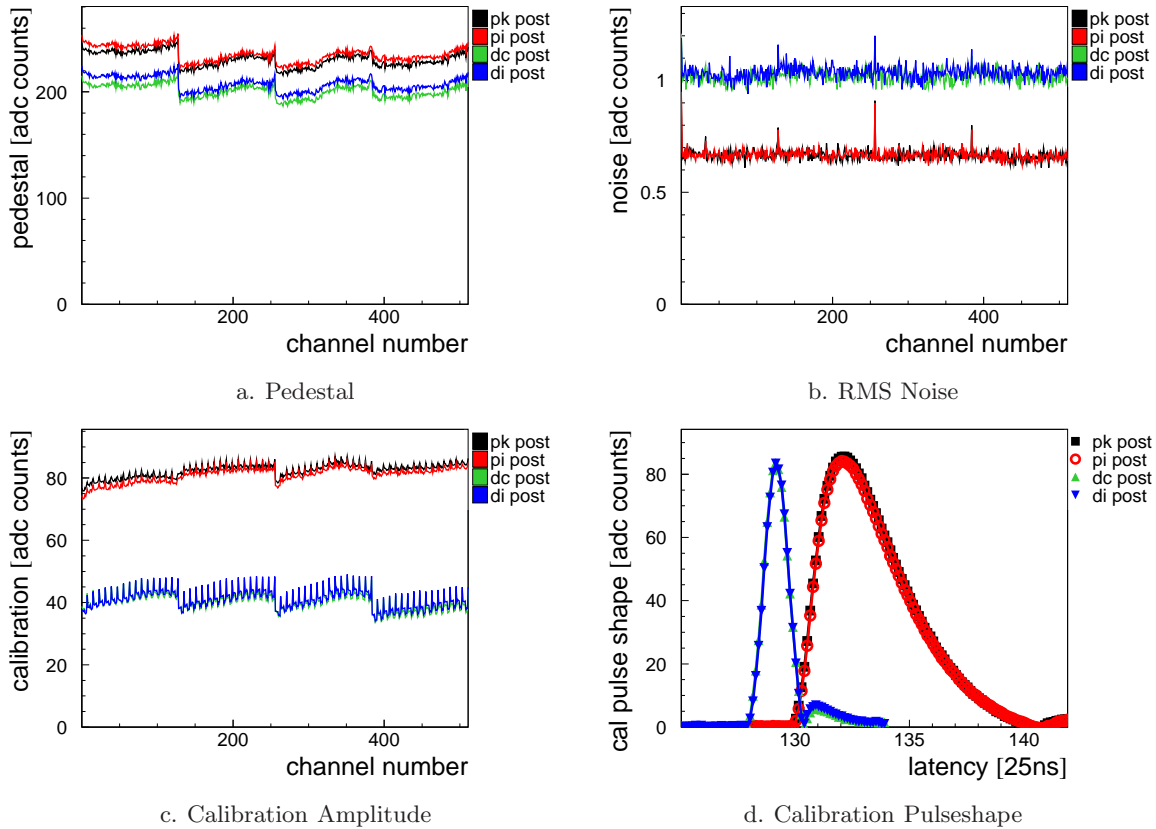 pedestal [adc counts]
200
100
0
200
400
channel number
pk post
pi post
dc post
di post
a. Pedestal
noise [adc counts]
1
0.5
0
200
400
channel number
pk post
pi post
dc post
di post
b. RMS Noise
calibration [adc counts]
80
60
40
20
0
200
400
channel number
pk post
pi post
dc post
di post
c. Calibration Amplitude
cal pulse shape [adc counts]
80
60
40
20
0
130
135
140
latency [25ns]
pk post
pi post
dc post
di post
d. Calibration Pulseshape